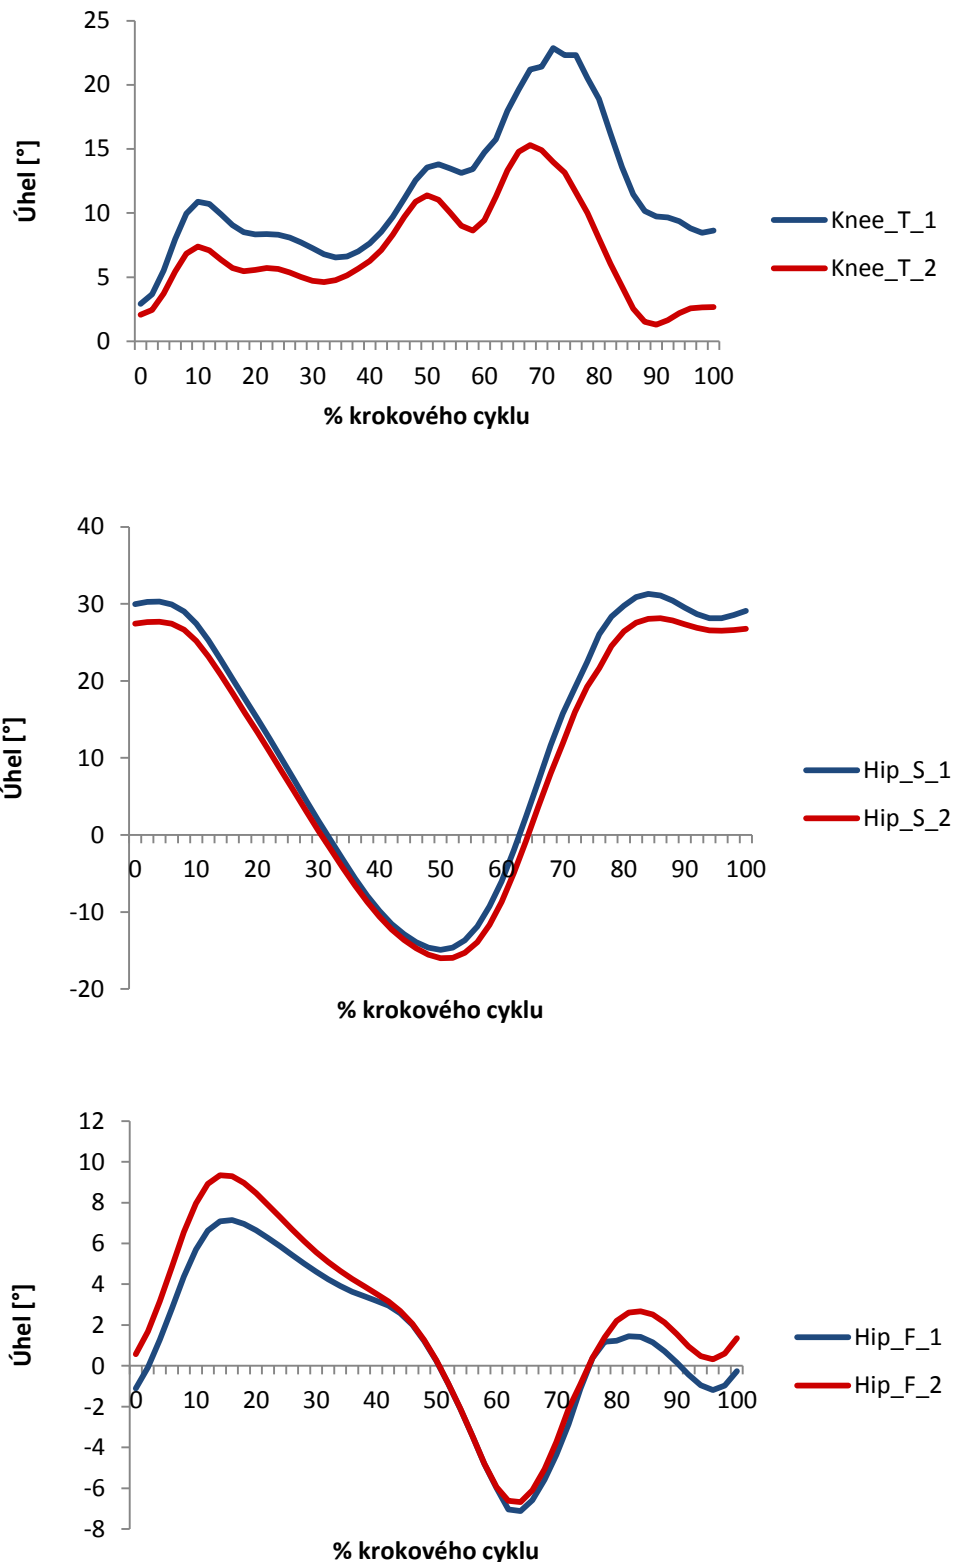 25
20
15
10
5
0
Úhel [°]
0 10 20 30 40 50 60 70 80 90 100
% krokového cyklu
Knee_T_1
Knee_T_2
40
30
20
10
0
-10
-20
Úhel [°]
0 10 20 30 40 50 60 70 80 90 100
% krokového cyklu
Hip_S_1
Hip_S_2
12
10
8
6
4
2
0
-2
-4
-6
-8
Úhel [°]
0 10 20 30 40 50 60 70 80 90 100
% krokového cyklu
Hip_F_1
Hip_F_2